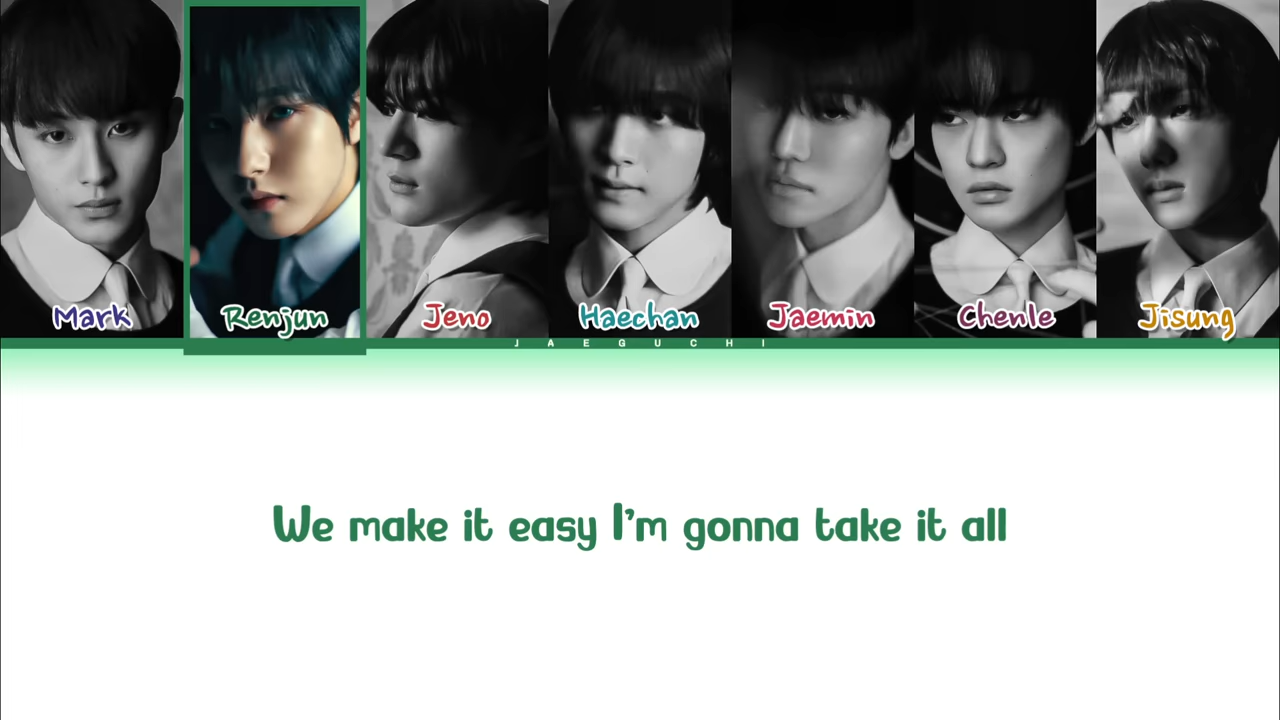 Mark
Renjun
Jeno
Haechan
Jaemin
Chenle
Jisung
JAEGUCHI
We make it easy I'm gonna take it all